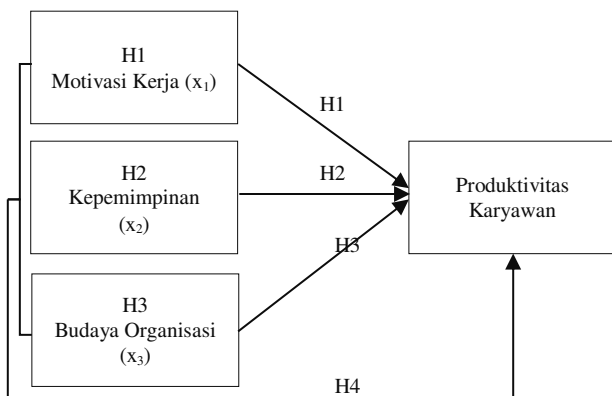 H1
Motivasi Kerja (x₁)
H1
H2
Kepemimpinan
(x₂)
H2
Produktivitas
Karyawan
H3
H3
Budaya Organisasi
(x₃)
H4